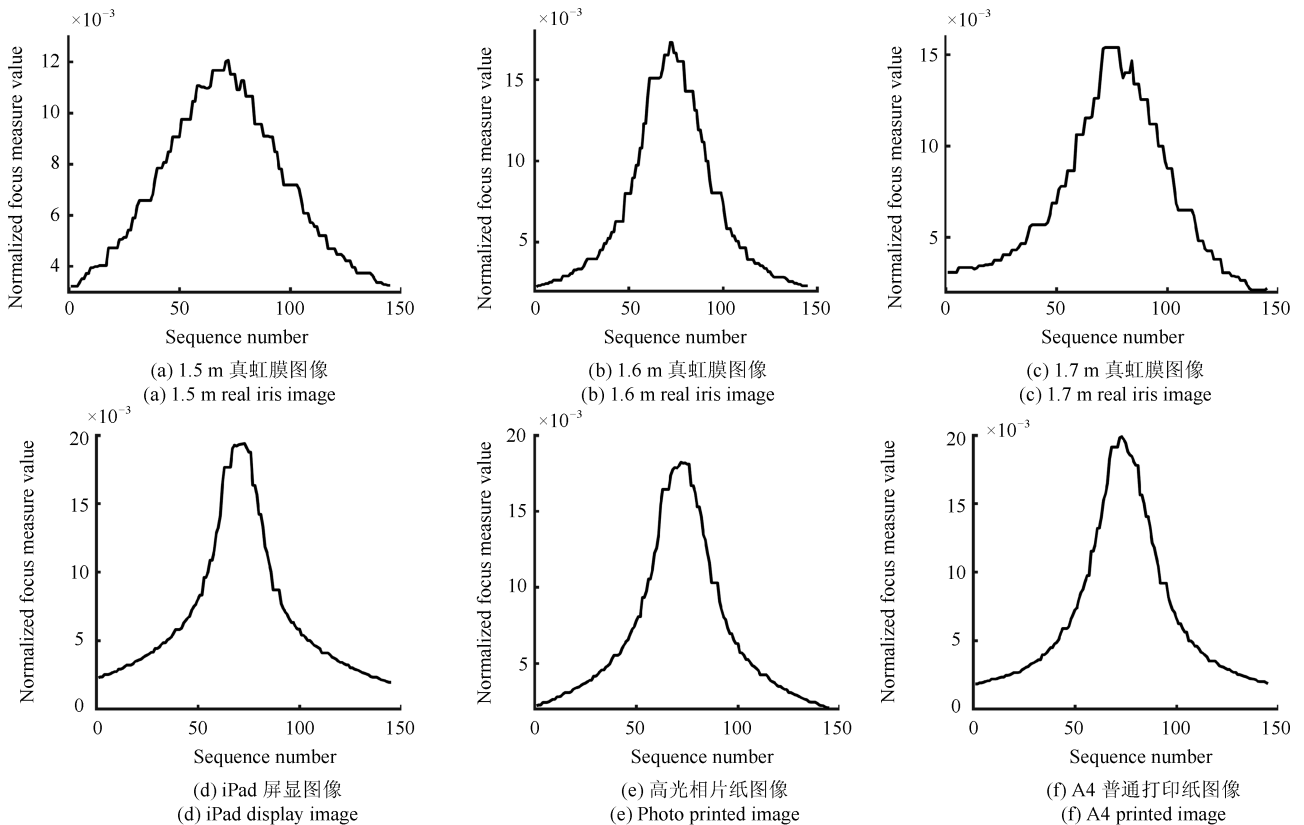 ×10⁻³
Normalized focus measure value
12
10
8
6
4
0
50
100
150
Sequence number
(a) 1.5 m 真虹膜图像
(a) 1.5 m real iris image
×10⁻³
Normalized focus measure value
15
10
5
0
50
100
150
Sequence number
(b) 1.6 m 真虹膜图像
(b) 1.6 m real iris image
×10⁻³
Normalized focus measure value
15
10
5
0
50
100
150
Sequence number
(c) 1.7 m 真虹膜图像
(c) 1.7 m real iris image
×10⁻³
Normalized focus measure value
20
15
10
5
0
0
50
100
150
Sequence number
(d) iPad 屏显图像
(d) iPad display image
×10⁻³
Normalized focus measure value
20
15
10
5
0
50
100
150
Sequence number
(e) 高光相片纸图像
(e) Photo printed image
×10⁻³
Normalized focus measure value
20
15
10
5
0
0
50
100
150
Sequence number
(f) A4 普通打印纸图像
(f) A4 printed image